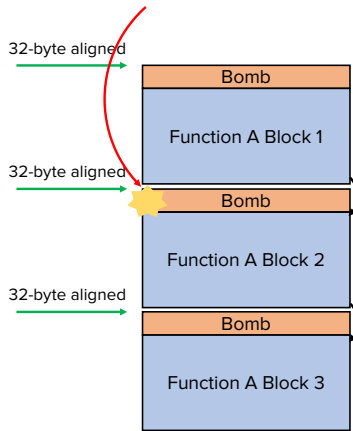 32-byte aligned
Bomb
Function A Block 1
32-byte aligned
Bomb
Function A Block 2
32-byte aligned
Bomb
Function A Block 3